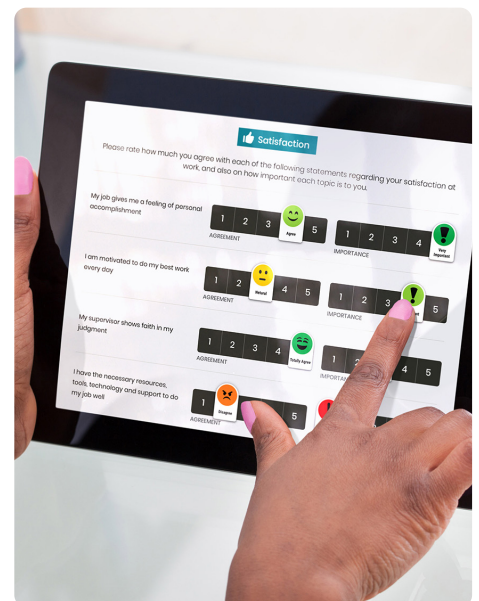 Satisfaction
Please rate how much you agree with each of the following statements regarding your satisfaction at
work, and also on how important each topic is to you.
My job gives me a feeling of personal
accomplishment
1 2 3 Agree 5
AGREEMENT
1 2 3 4 Very
Important
IMPORTANCE
I am motivated to do my best work
every day
1 2 Neutral 4 5
AGREEMENT
1 2 3 5
IMPORTANCE
My supervisor shows faith in my
judgment
1 2 3 4 Totally Agree
AGREEMENT
1 2 4 5
I have the necessary resources,
tools, technology and support to do
my job well
1 Disagree 5
AGREEMENT